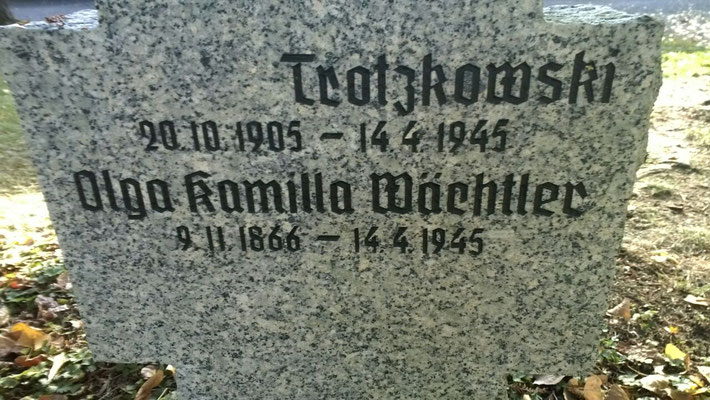 Trotzkowski
20. 10. 1905 – 14. 4. 1945
Olga Kamilla Wächtler
9. 11. 1866 – 14. 4. 1945